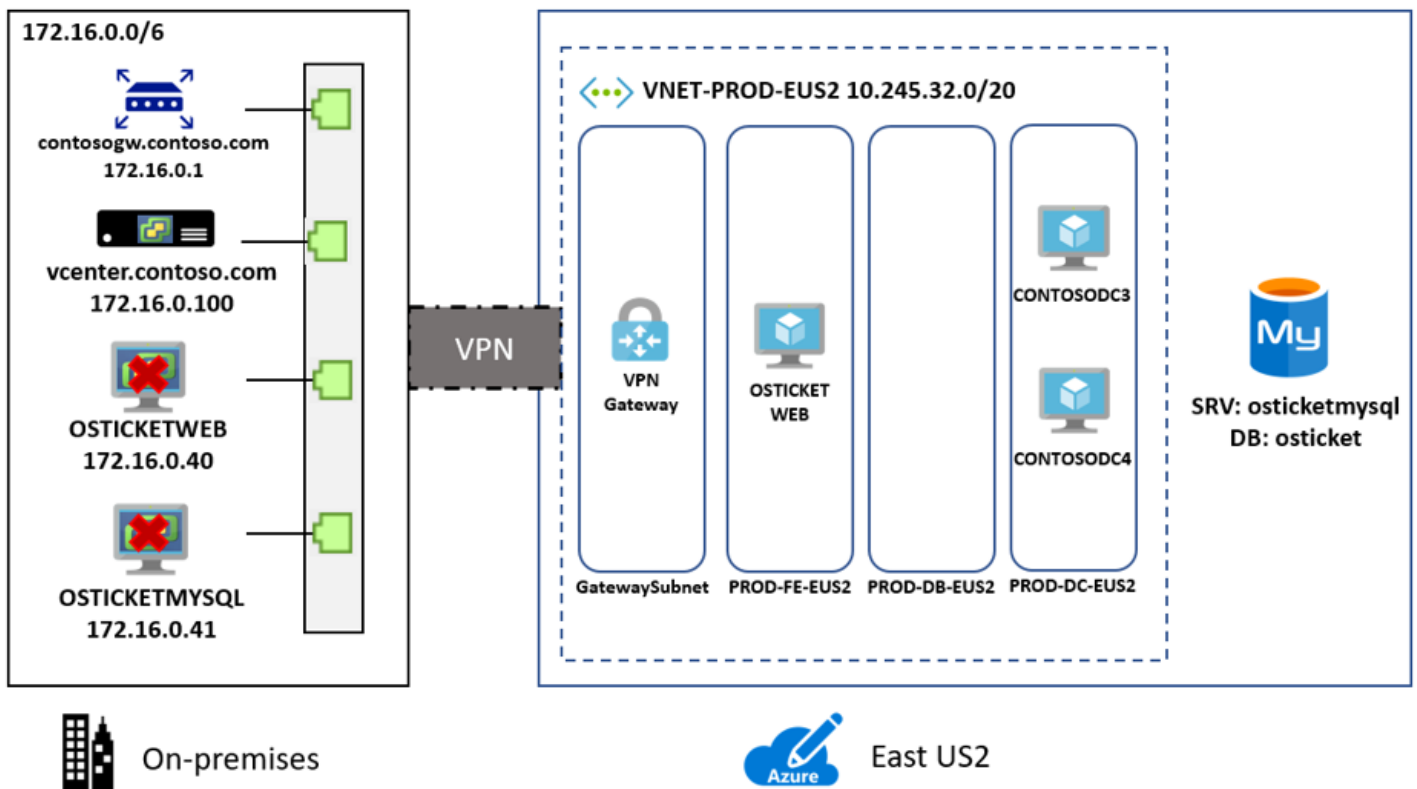 172.16.0.0/6
contosogw.contoso.com
172.16.0.1
vcenter.contoso.com
172.16.0.100
OSTICKETWEB
172.16.0.40
OSTICKETMYSQL
172.16.0.41
On-premises
VPN
VNET-PROD-EUS2 10.245.32.0/20
VPN
Gateway
GatewaySubnet
OSTICKET
WEB
PROD-FE-EUS2
PROD-DB-EUS2
CONTOSODC3
CONTOSODC4
PROD-DC-EUS2
My
SRV: osticketmysql
DB: osticket
Azure
East US2